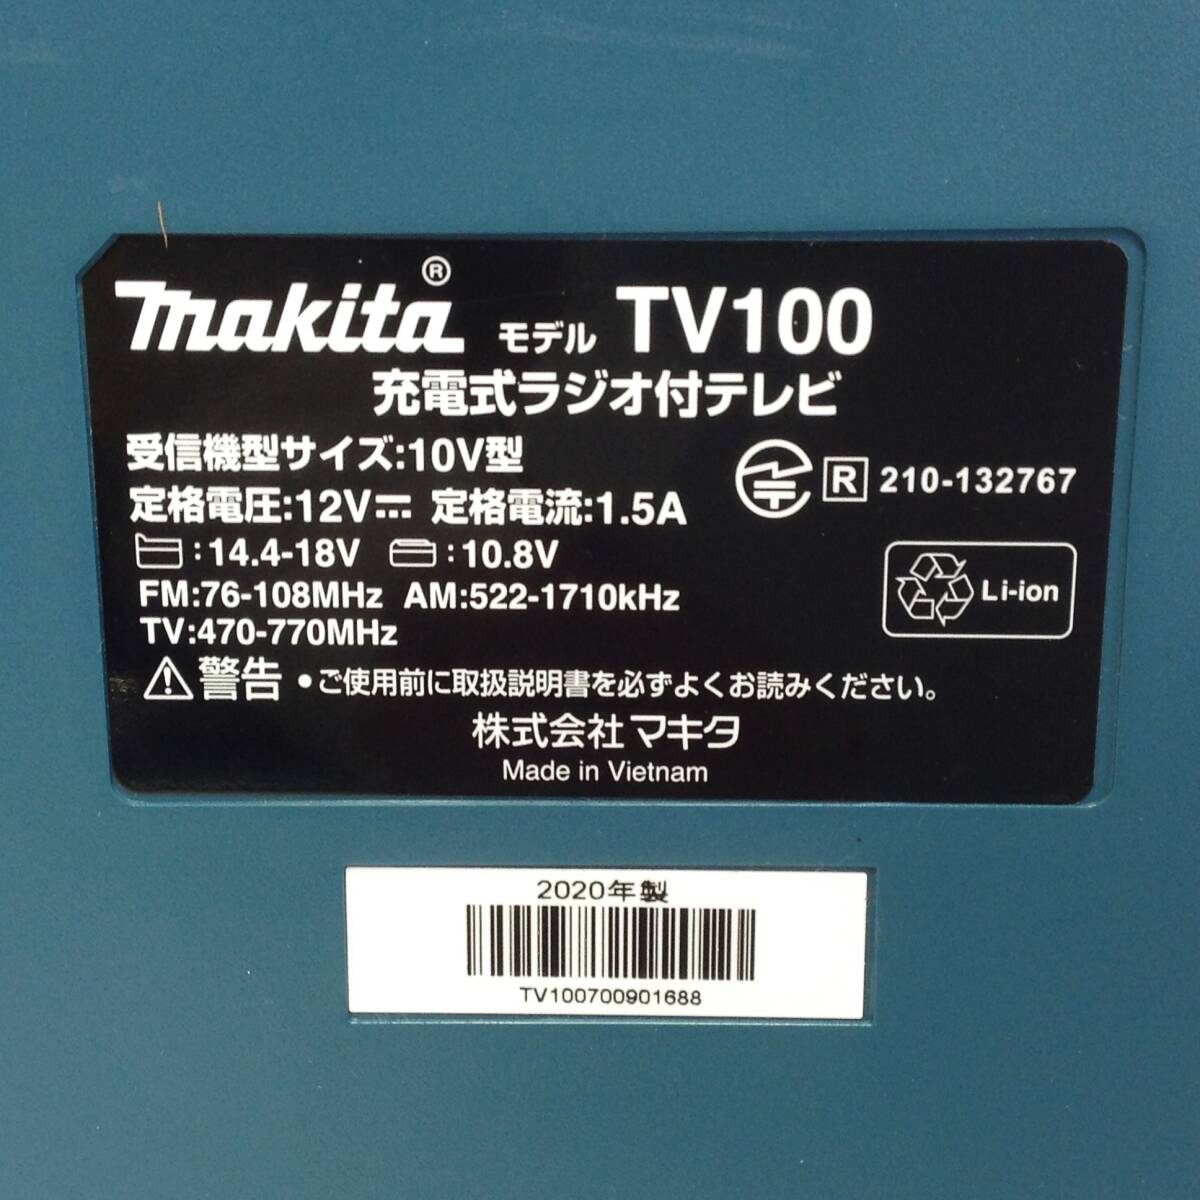 makita® モデル TV100
充電式ラジオ付テレビ
受信機型サイズ:10V型
定格電圧:12V⎓ 定格電流:1.5A
R 210-132767
:14.4-18V :10.8V
FM:76-108MHz AM:522-1710kHz
TV:470-770MHz
Li-ion
⚠警告 •ご使用前に取扱説明書を必ずよくお読みください。
株式会社マキタ
Made in Vietnam
2020年製
TV100700901688